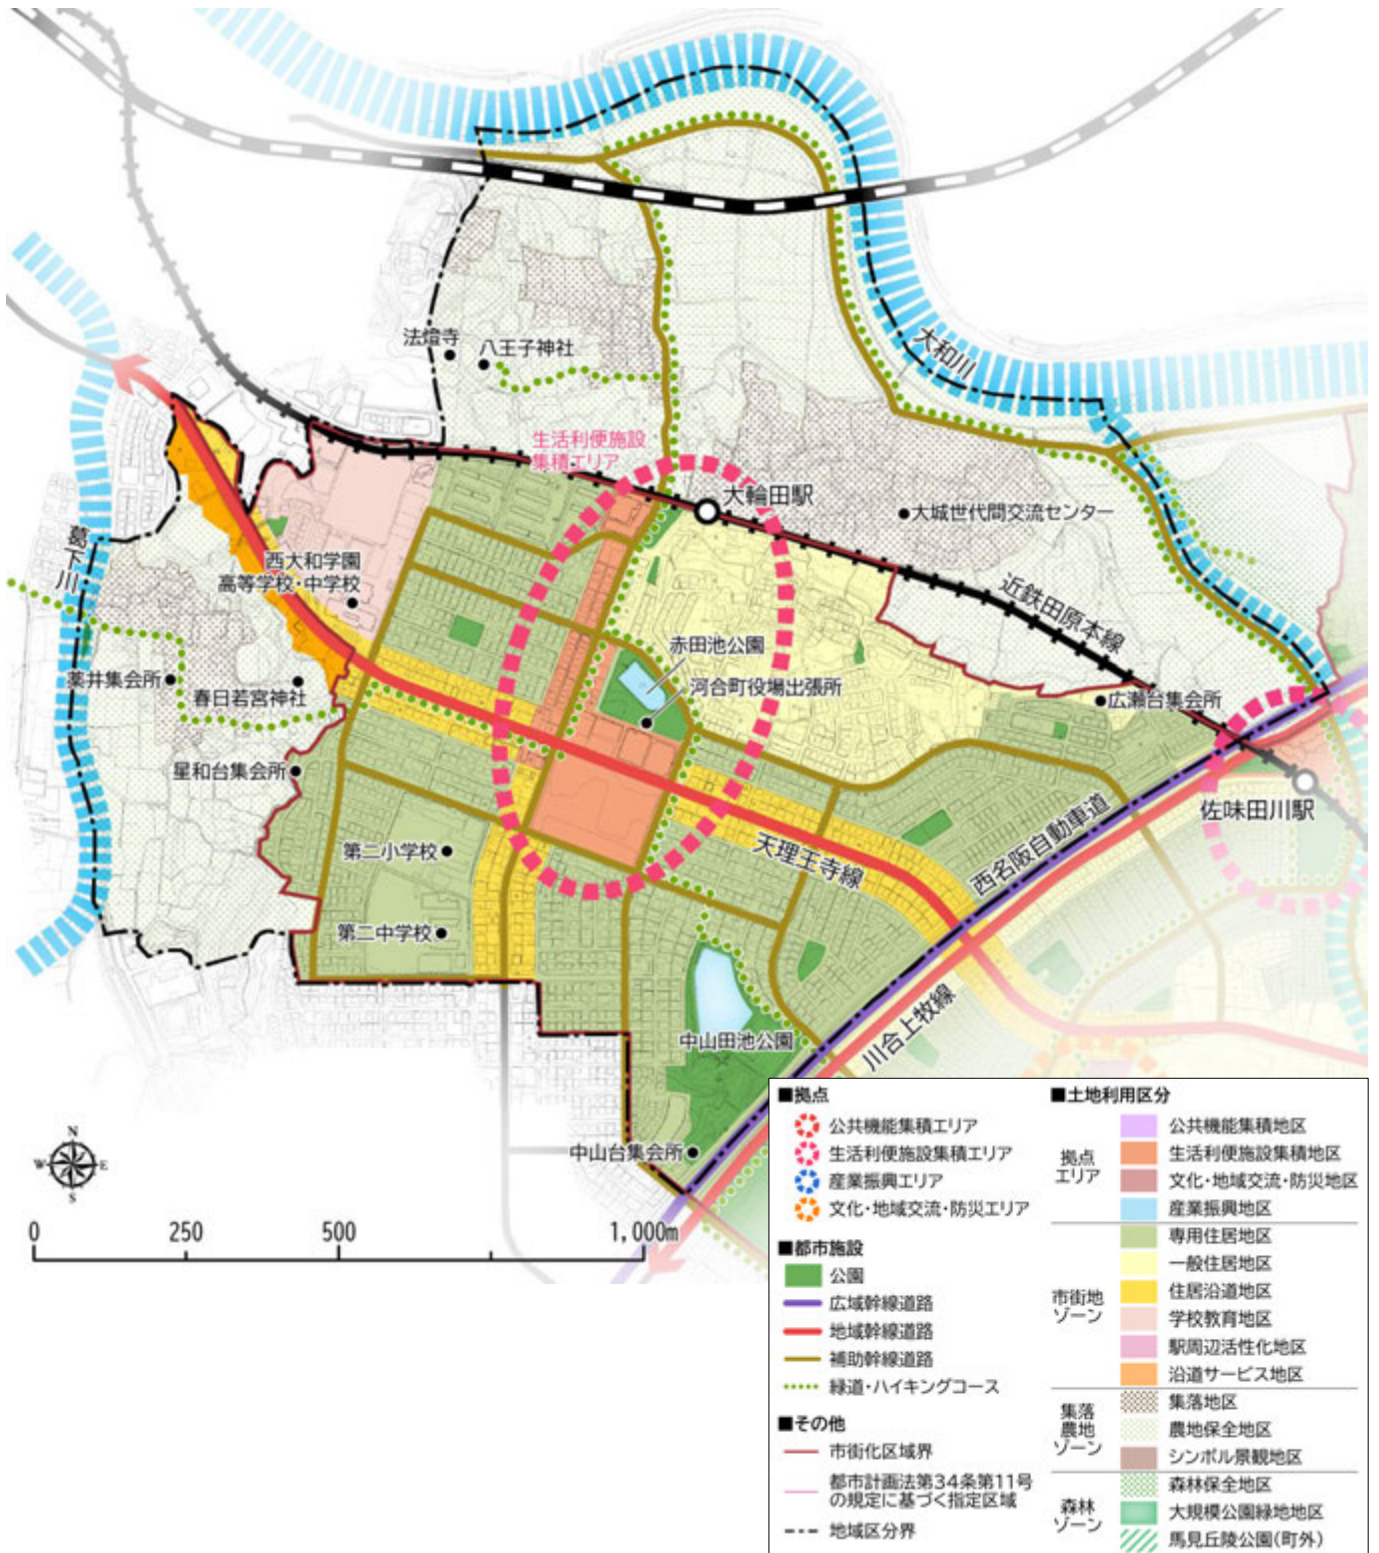 大和川
法燈寺
八王子神社
生活利便施設
集積エリア
大輪田駅
大城世代間交流センター
葛下川
西大和学園
高等学校・中学校
近鉄田原本線
赤田池公園
河合町役場出張所
薬井集会所
春日若宮神社
広瀬台集会所
星和台集会所
佐味田川駅
西名阪自動車道
第二小学校
天理王寺線
第二中学校
川合上牧線
中山田池公園
中山台集会所
N
W
E
S
0
250
500
1,000m
■拠点
公共機能集積エリア
生活利便施設集積エリア
産業振興エリア
文化・地域交流・防災エリア
■都市施設
公園
広域幹線道路
地域幹線道路
補助幹線道路
緑道・ハイキングコース
■その他
市街化区域界
都市計画法第34条第11号
の規定に基づく指定区域
地域区分界
■土地利用区分
拠点
エリア
公共機能集積地区
生活利便施設集積地区
文化・地域交流・防災地区
産業振興地区
市街地
ゾーン
専用住居地区
一般住居地区
住居沿道地区
学校教育地区
駅周辺活性化地区
沿道サービス地区
集落
農地
ゾーン
集落地区
農地保全地区
シンボル景観地区
森林
ゾーン
森林保全地区
大規模公園緑地地区
馬見丘陵公園(町外)